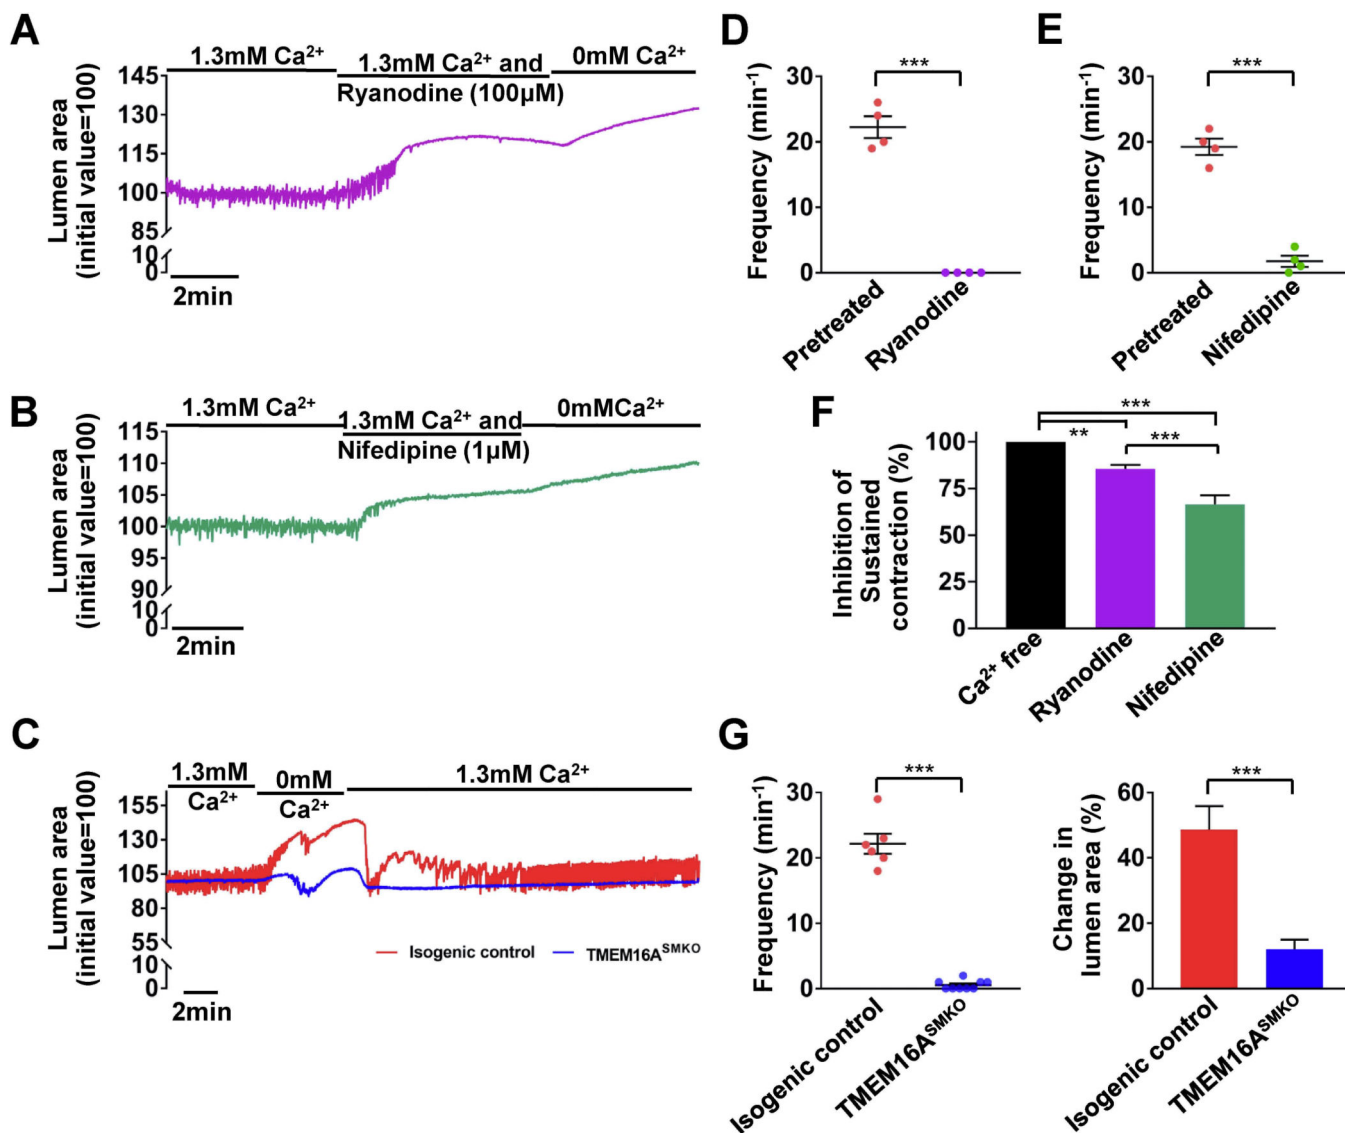 A
1.3mM Ca²⁺
1.3mM Ca²⁺ and
Ryanodine (100µM)
0mM Ca²⁺
Lumen area
(initial value=100)
145
130
115
100
85
10
0
2min
D
***
Frequency (min⁻¹)
30
20
10
0
Pretreated
Ryanodine
E
***
Frequency (min⁻¹)
30
20
10
0
Pretreated
Nifedipine
B
1.3mM Ca²⁺
1.3mM Ca²⁺ and
Nifedipine (1µM)
0mMCa²⁺
Lumen area
(initial value=100)
115
110
105
100
95
90
10
0
2min
F
***
**
***
Inhibition of
Sustained
contraction (%)
100
75
50
25
0
Ca²⁺ free
Ryanodine
Nifedipine
C
1.3mM
Ca²⁺
0mM
Ca²⁺
1.3mM Ca²⁺
Lumen area
(initial value=100)
155
130
105
80
55
10
0
Isogenic control
TMEM16A^SMKO
2min
G
***
Frequency (min⁻¹)
30
20
10
0
Isogenic control
TMEM16A^SMKO
***
Change in
lumen area (%)
60
40
20
0
Isogenic control
TMEM16A^SMKO